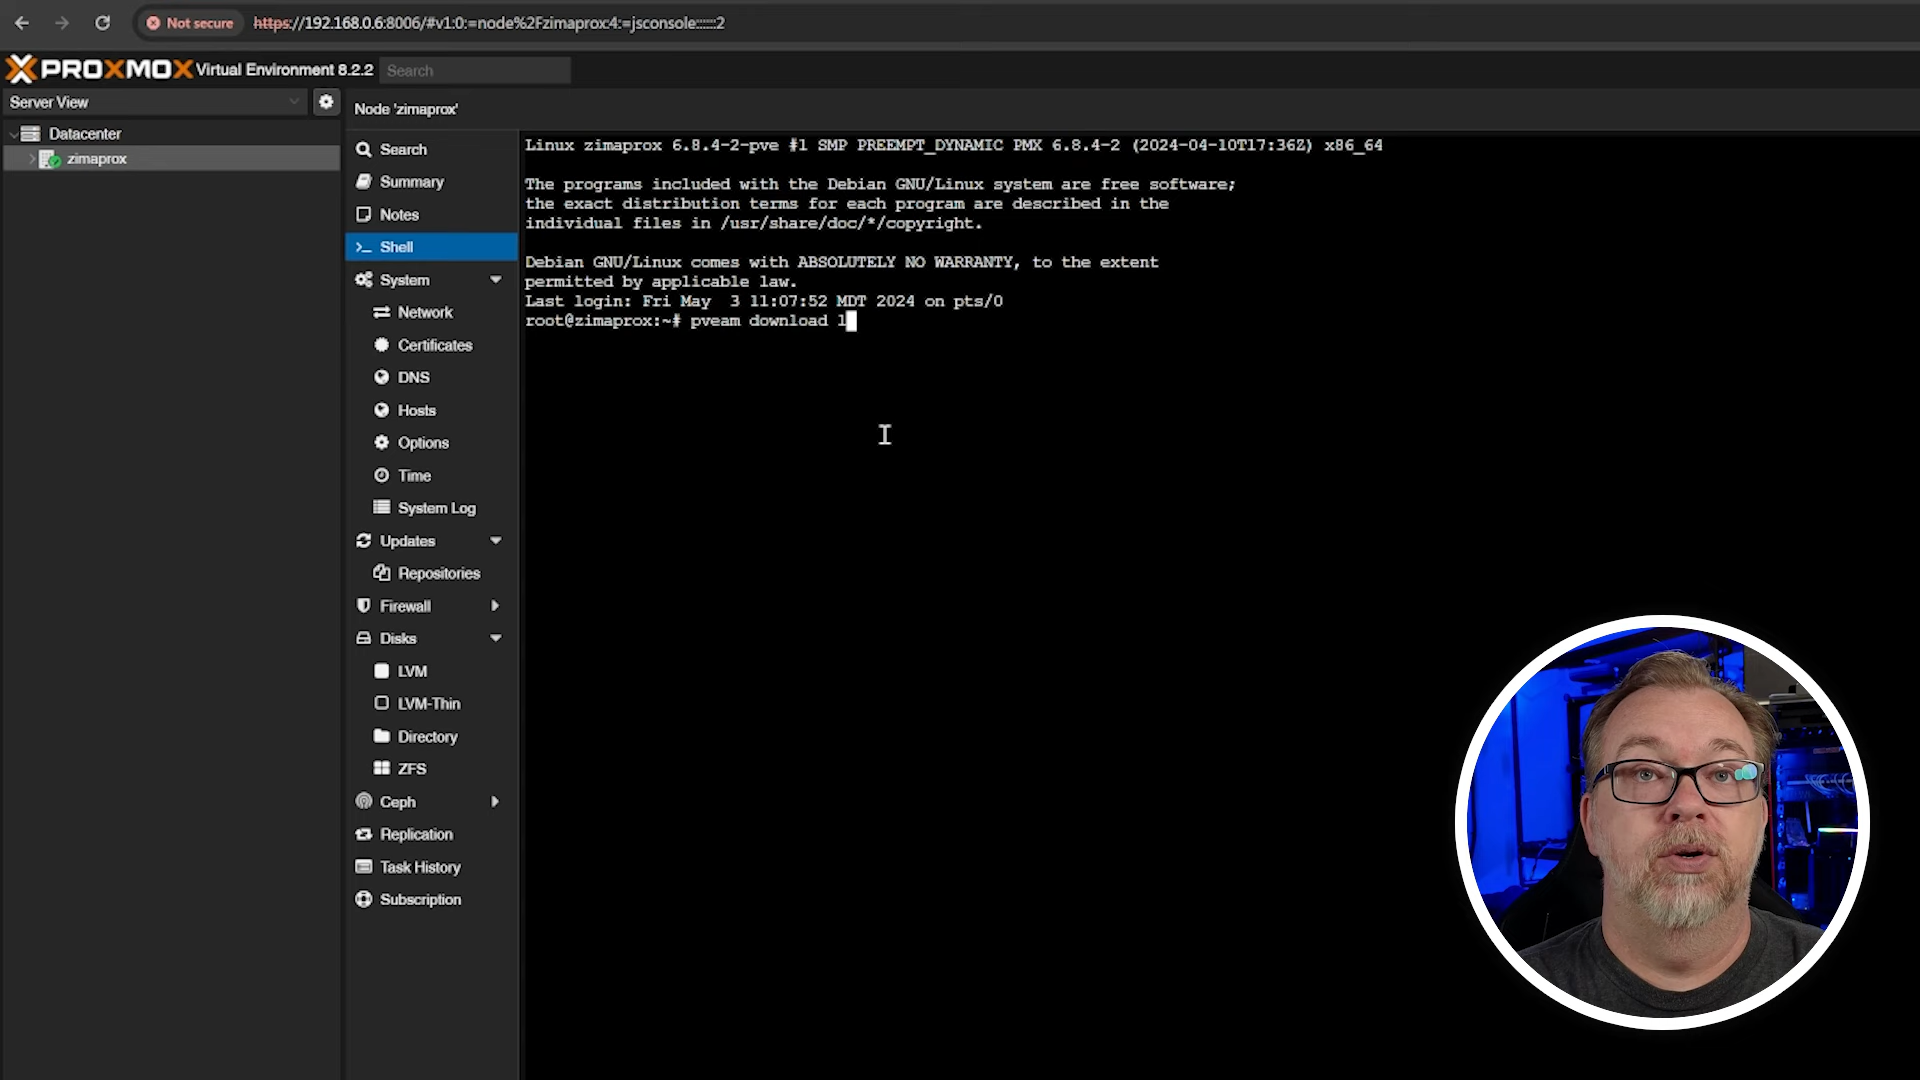 Not secure https://192.168.0.6:8006/#v1:0:=node%2Fzimaprox:4:=jsconsole::::::2
PROXMOX Virtual Environment 8.2.2 Search
Server View
Datacenter
zimaprox
Node 'zimaprox'
Search
Summary
Notes
>_ Shell
System
Network
Certificates
DNS
Hosts
Options
Time
System Log
Updates
Repositories
Firewall
Disks
LVM
LVM-Thin
Directory
ZFS
Ceph
Replication
Task History
Subscription
Linux zimaprox 6.8.4-2-pve #1 SMP PREEMPT_DYNAMIC PMX 6.8.4-2 (2024-04-10T17:36Z) x86_64
The programs included with the Debian GNU/Linux system are free software;
the exact distribution terms for each program are described in the
individual files in /usr/share/doc/*/copyright.
Debian GNU/Linux comes with ABSOLUTELY NO WARRANTY, to the extent
permitted by applicable law.
Last login: Fri May  3 11:07:52 MDT 2024 on pts/0
root@zimaprox:~# pveam download l